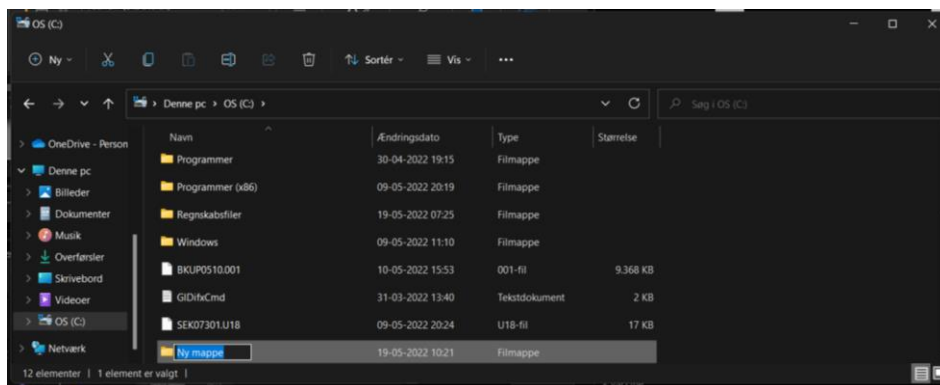 OS (C:)
Ny
Sortér
Vis
Denne pc > OS (C:) >
Søg i OS (C:)
Navn Ændringsdato Type Størrelse
OneDrive - Person
Denne pc
Billeder
Dokumenter
Musik
Overførsler
Skrivebord
Videoer
OS (C:)
Netværk
Programmer 30-04-2022 19:15 Filmappe
Programmer (x86) 09-05-2022 20:19 Filmappe
Regnskabsfiler 19-05-2022 07:25 Filmappe
Windows 09-05-2022 11:10 Filmappe
BKUP0510.001 10-05-2022 15:53 001-fil 9.368 KB
GIDifxCmd 31-03-2022 13:40 Tekstdokument 2 KB
SEK07301.U18 09-05-2022 20:24 U18-fil 17 KB
Ny mappe 19-05-2022 10:21 Filmappe
12 elementer | 1 element er valgt |